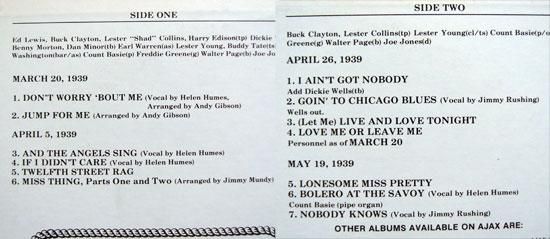 SIDE ONE
Ed Lewis, Buck Clayton, Lester "Shad" Collins, Harry Edison(tp) Dickie
Benny Morton, Dan Minor(tb) Earl Warren(as) Lester Young, Buddy Tate(ts)
Washington(bar/as) Count Basie(p) Freddie Greene(g) Walter Page(b) Joe Jo
MARCH 20, 1939
1. DON'T WORRY 'BOUT ME (Vocal by Helen Humes,
Arranged by Andy Gibson)
2. JUMP FOR ME (Arranged by Andy Gibson)
APRIL 5, 1939
3. AND THE ANGELS SING (Vocal by Helen Humes)
4. IF I DIDN'T CARE (Vocal by Helen Humes)
5. TWELFTH STREET RAG
6. MISS THING, Parts One and Two (Arranged by Jimmy Mundy)
SIDE TWO
Buck Clayton, Lester Collins(tp) Lester Young(cl/ts) Count Basie(p/o
Greene(g) Walter Page(b) Joe Jones(d)
APRIL 26, 1939
1. I AIN'T GOT NOBODY
Add Dickie Wells(tb)
2. GOIN' TO CHICAGO BLUES (Vocal by Jimmy Rushing)
Wells out.
3. (Let Me) LIVE AND LOVE TONIGHT
4. LOVE ME OR LEAVE ME
Personnel as of MARCH 20
MAY 19, 1939
5. LONESOME MISS PRETTY
6. BOLERO AT THE SAVOY (Vocal by Helen Humes)
Count Basie (pipe organ)
7. NOBODY KNOWS (Vocal by Jimmy Rushing)
OTHER ALBUMS AVAILABLE ON AJAX ARE: